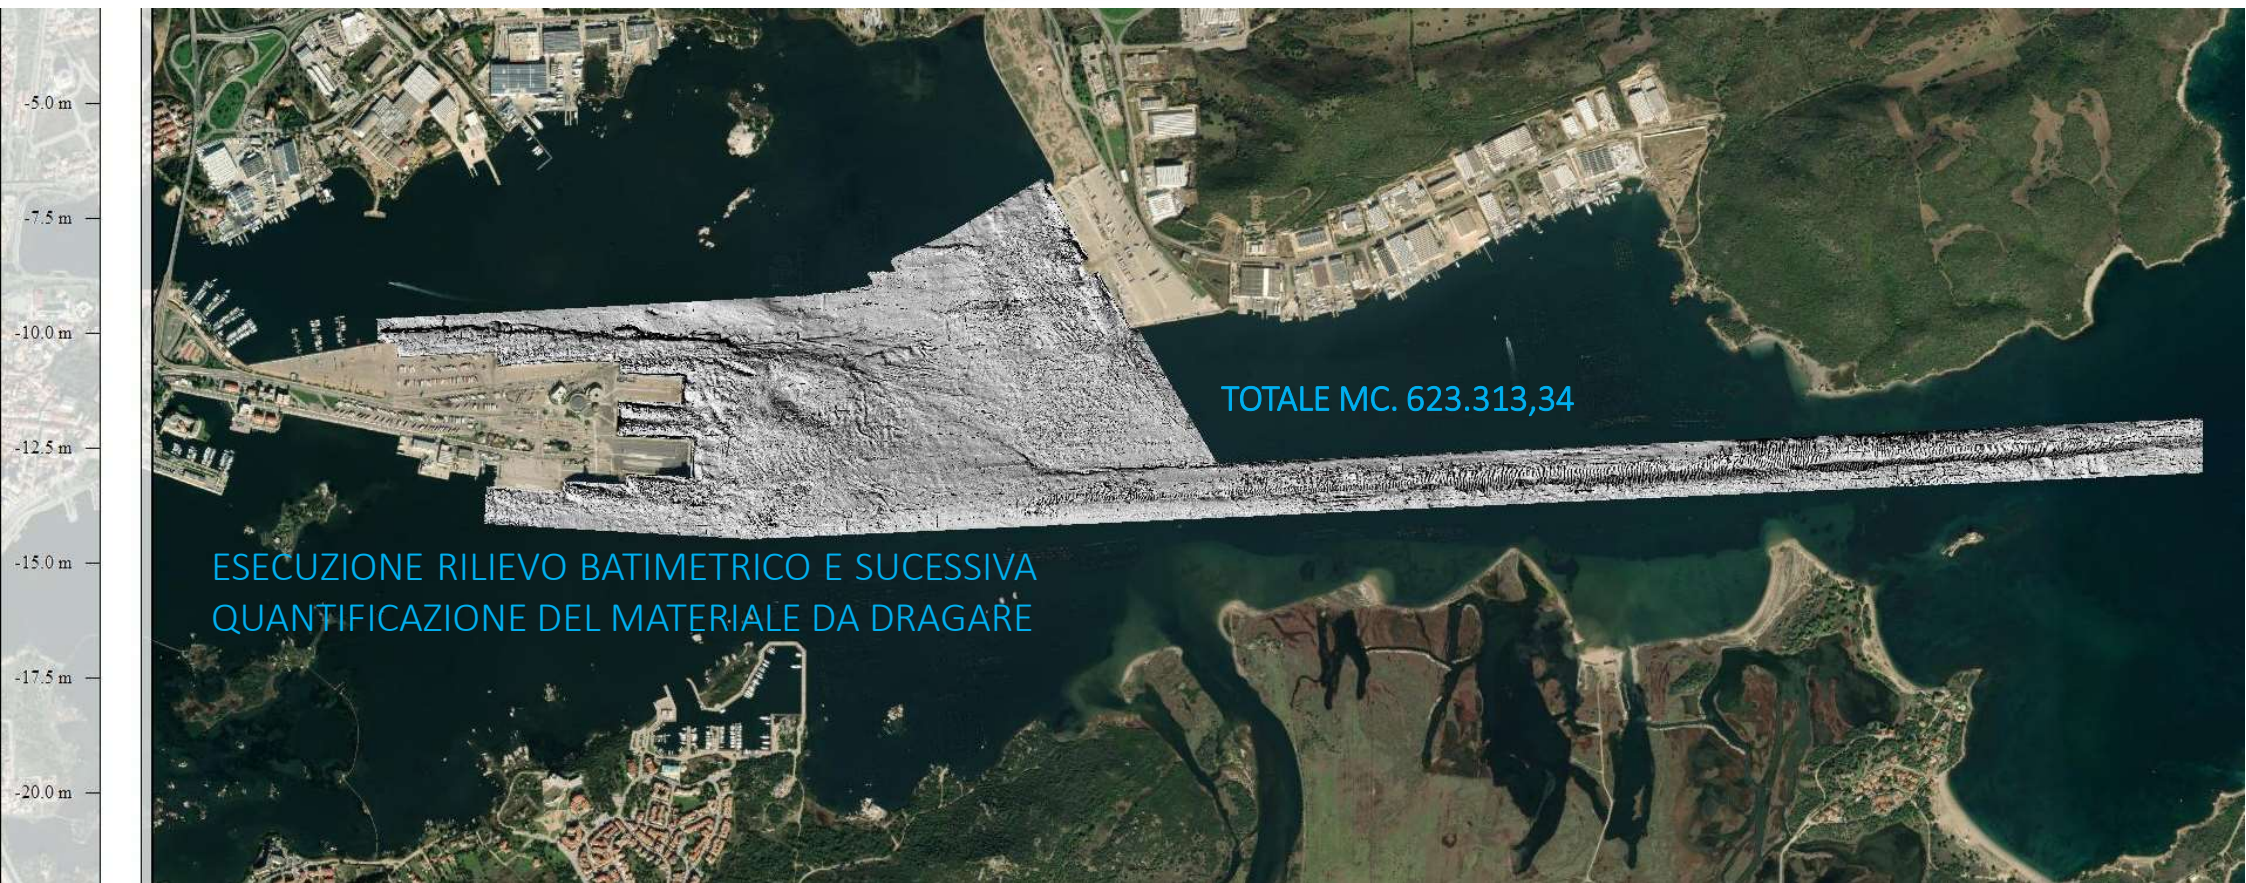 -5.0 m
-7.5 m
-10.0 m
-12.5 m
-15.0 m
-17.5 m
-20.0 m
TOTALE MC. 623.313,34
ESECUZIONE RILIEVO BATIMETRICO E SUCESSIVA
QUANTIFICAZIONE DEL MATERIALE DA DRAGARE